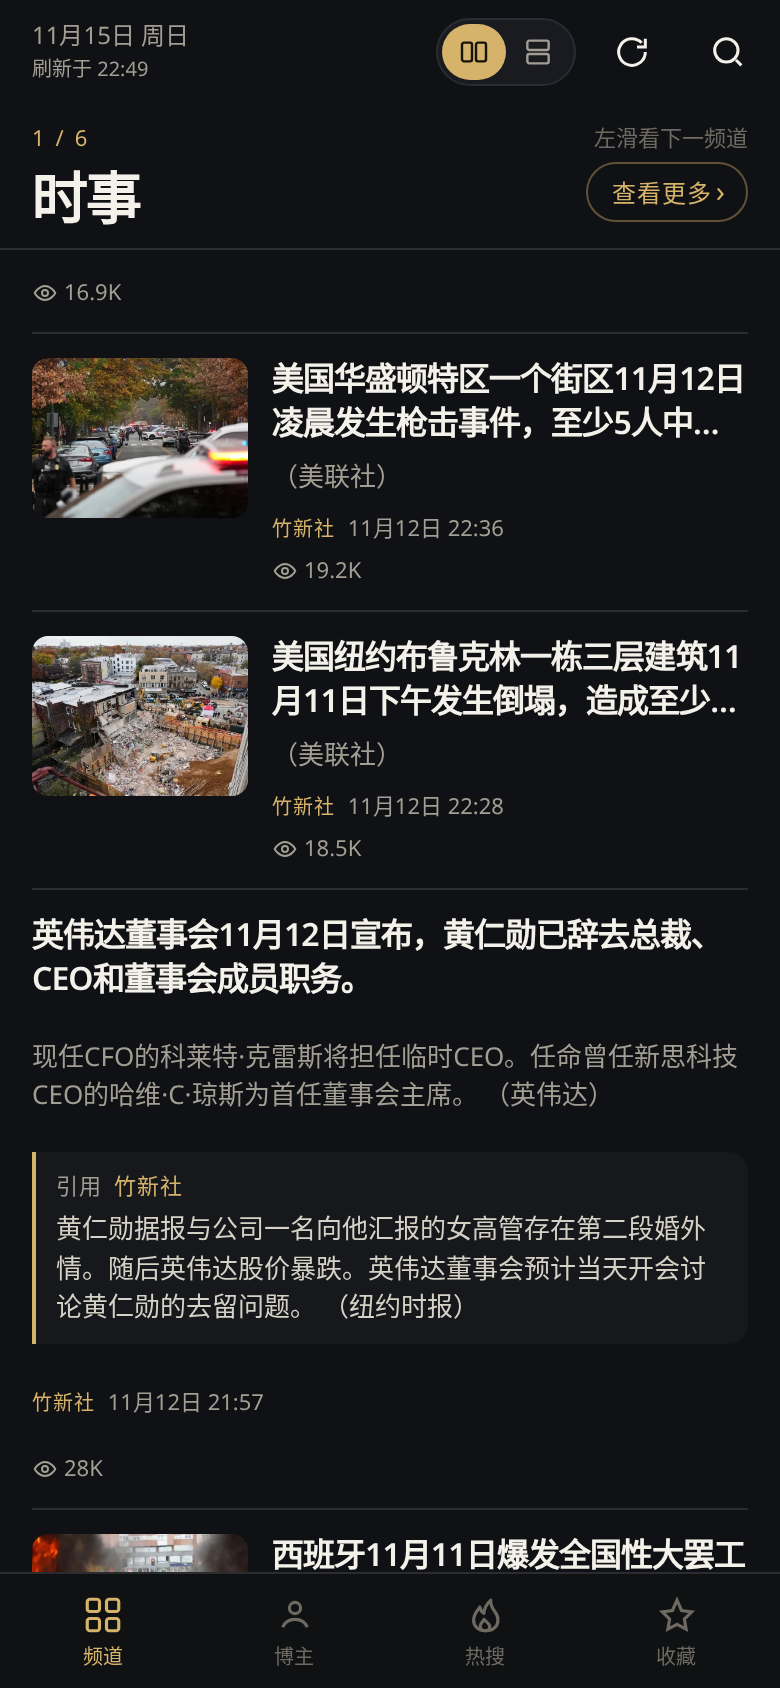 11月15日 周日
刷新于 22:49
1 / 6
左滑看下一频道
时事
查看更多 ›
16.9K
美国华盛顿特区一个街区11月12日
凌晨发生枪击事件，至少5人中...
（美联社）
竹新社 11月12日 22:36
19.2K
美国纽约布鲁克林一栋三层建筑11
月11日下午发生倒塌，造成至少...
（美联社）
竹新社 11月12日 22:28
18.5K
英伟达董事会11月12日宣布，黄仁勋已辞去总裁、
CEO和董事会成员职务。
现任CFO的科莱特·克雷斯将担任临时CEO。任命曾任新思科技
CEO的哈维·C·琼斯为首任董事会主席。 （英伟达）
引用 竹新社
黄仁勋据报与公司一名向他汇报的女高管存在第二段婚外
情。随后英伟达股价暴跌。英伟达董事会预计当天开会讨
论黄仁勋的去留问题。 （纽约时报）
竹新社 11月12日 21:57
28K
西班牙11月11日爆发全国性大罢工
频道
博主
热搜
收藏